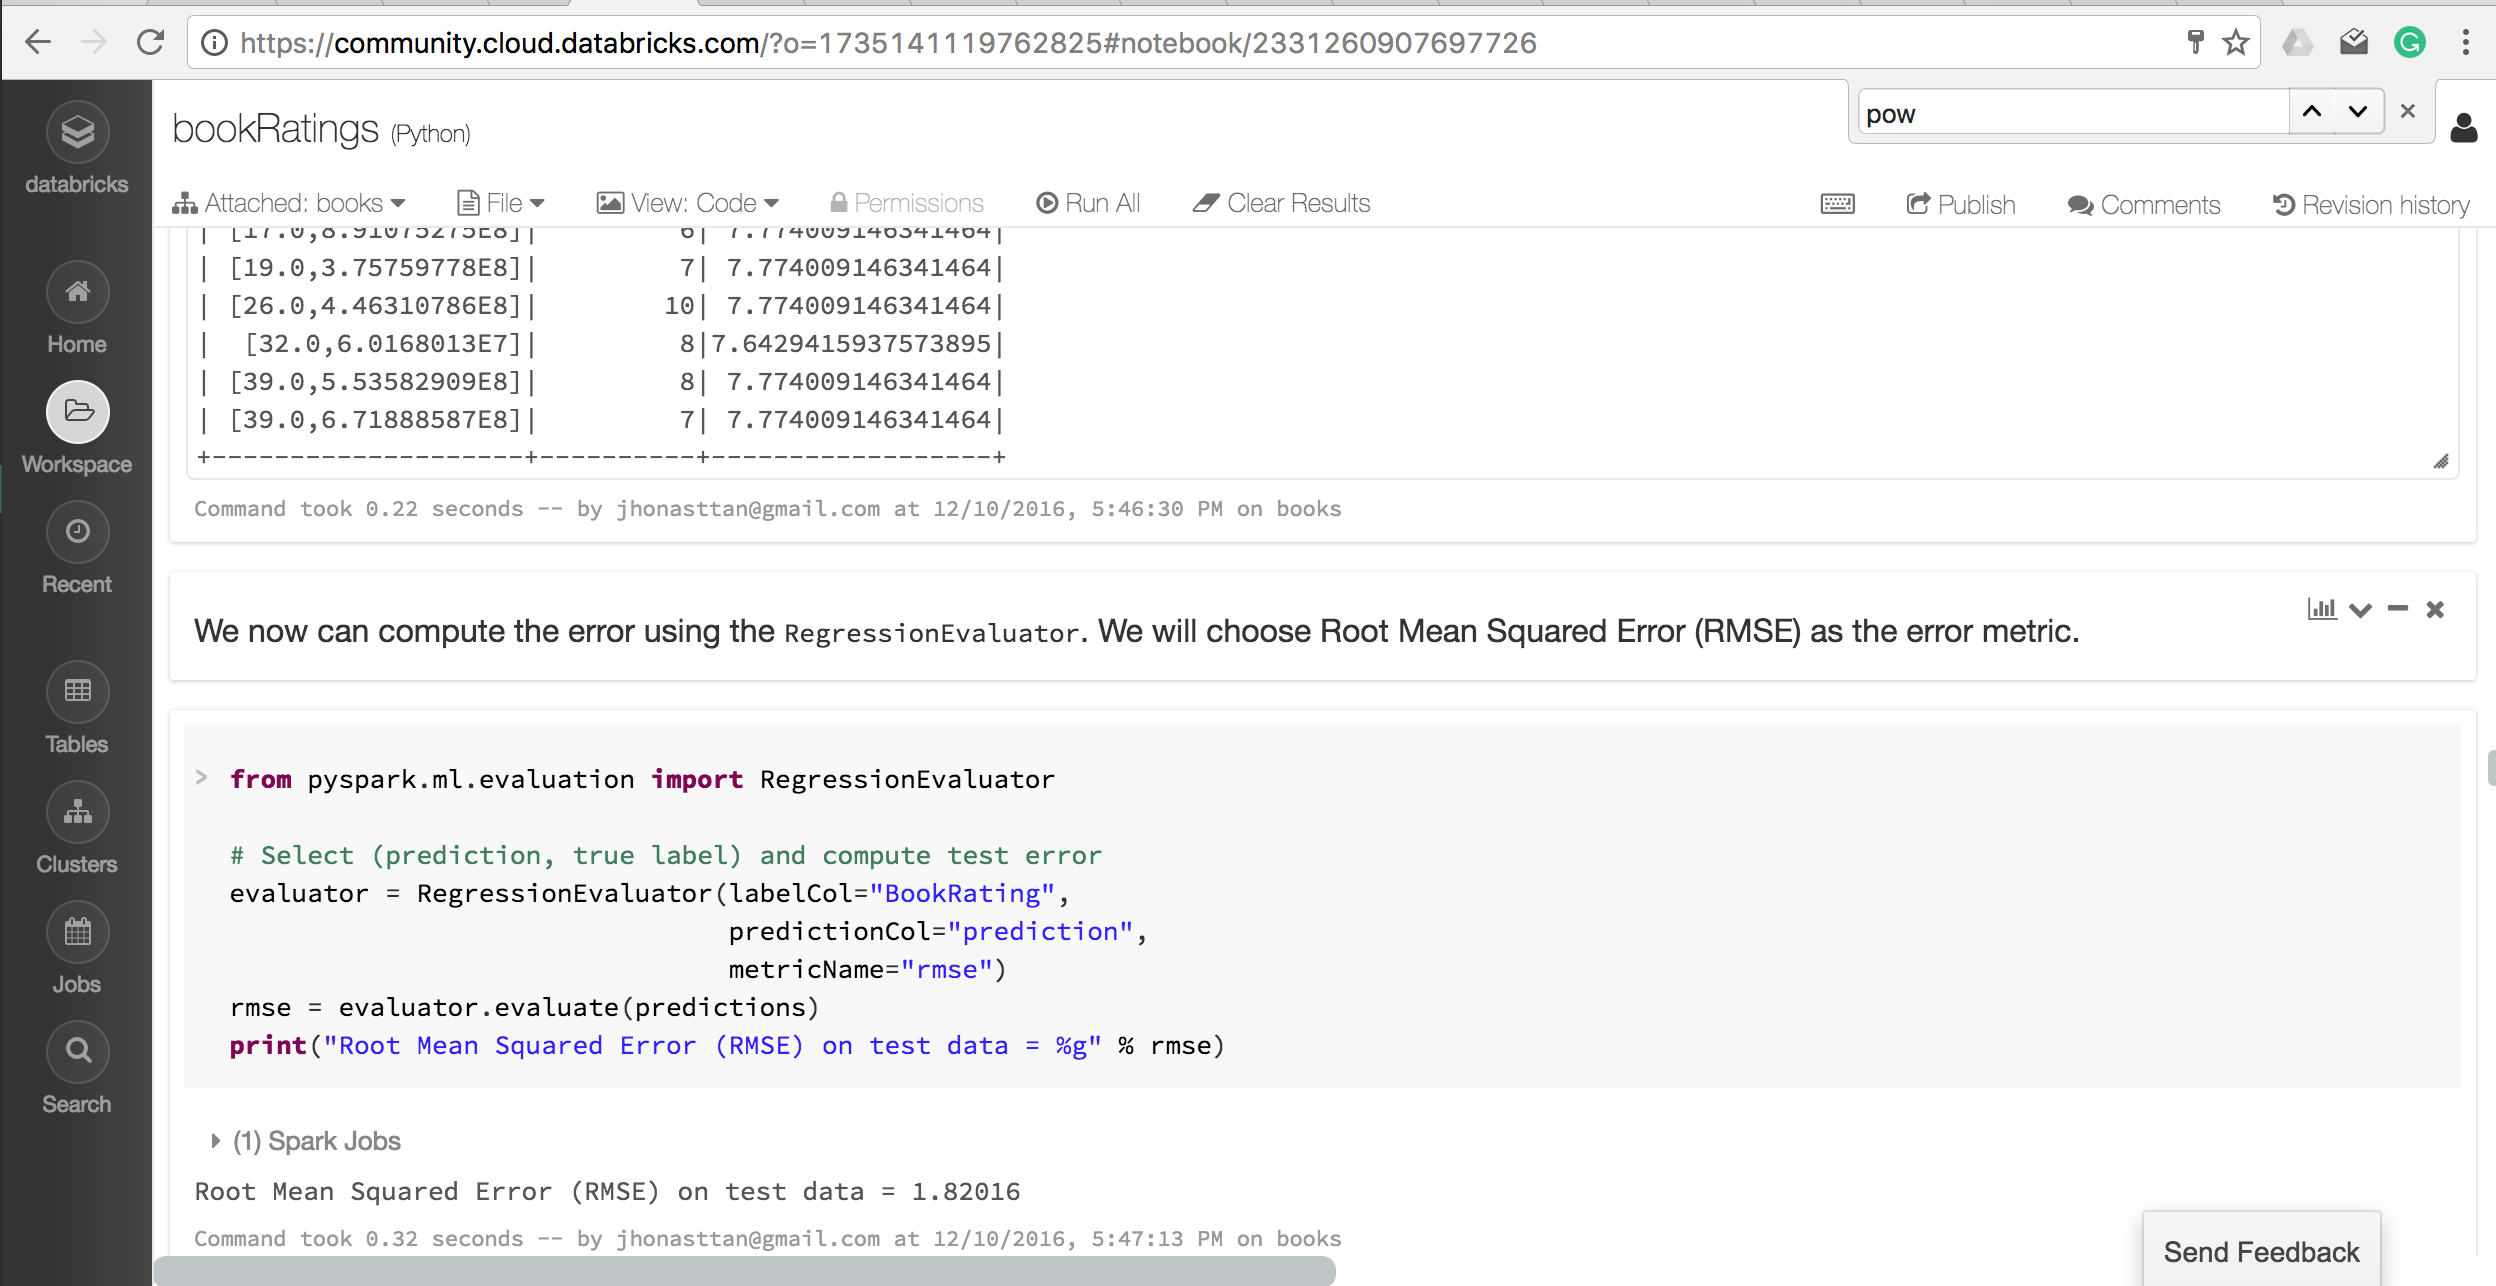 https://community.cloud.databricks.com/?o=1735141119762825#notebook/2331260907697726
pow
bookRatings (Python)
databricks
Attached: books File View: Code Permissions Run All Clear Results Publish Comments Revision history
| [17.0,8.91075275E8]| 6| 7.774009146341464|
| [19.0,3.75759778E8]| 7| 7.774009146341464|
| [26.0,4.46310786E8]| 10| 7.774009146341464|
| [32.0,6.0168013E7]| 8|7.6429415937573895|
| [39.0,5.53582909E8]| 8| 7.774009146341464|
| [39.0,6.71888587E8]| 7| 7.774009146341464|
+--------------------+----------+------------------+
Command took 0.22 seconds -- by jhonasttan@gmail.com at 12/10/2016, 5:46:30 PM on books
Home
Workspace
Recent
Tables
Clusters
Jobs
Search
We now can compute the error using the RegressionEvaluator. We will choose Root Mean Squared Error (RMSE) as the error metric.
> from pyspark.ml.evaluation import RegressionEvaluator
# Select (prediction, true label) and compute test error
evaluator = RegressionEvaluator(labelCol="BookRating",
predictionCol="prediction",
metricName="rmse")
rmse = evaluator.evaluate(predictions)
print("Root Mean Squared Error (RMSE) on test data = %g" % rmse)
(1) Spark Jobs
Root Mean Squared Error (RMSE) on test data = 1.82016
Command took 0.32 seconds -- by jhonasttan@gmail.com at 12/10/2016, 5:47:13 PM on books
Send Feedback